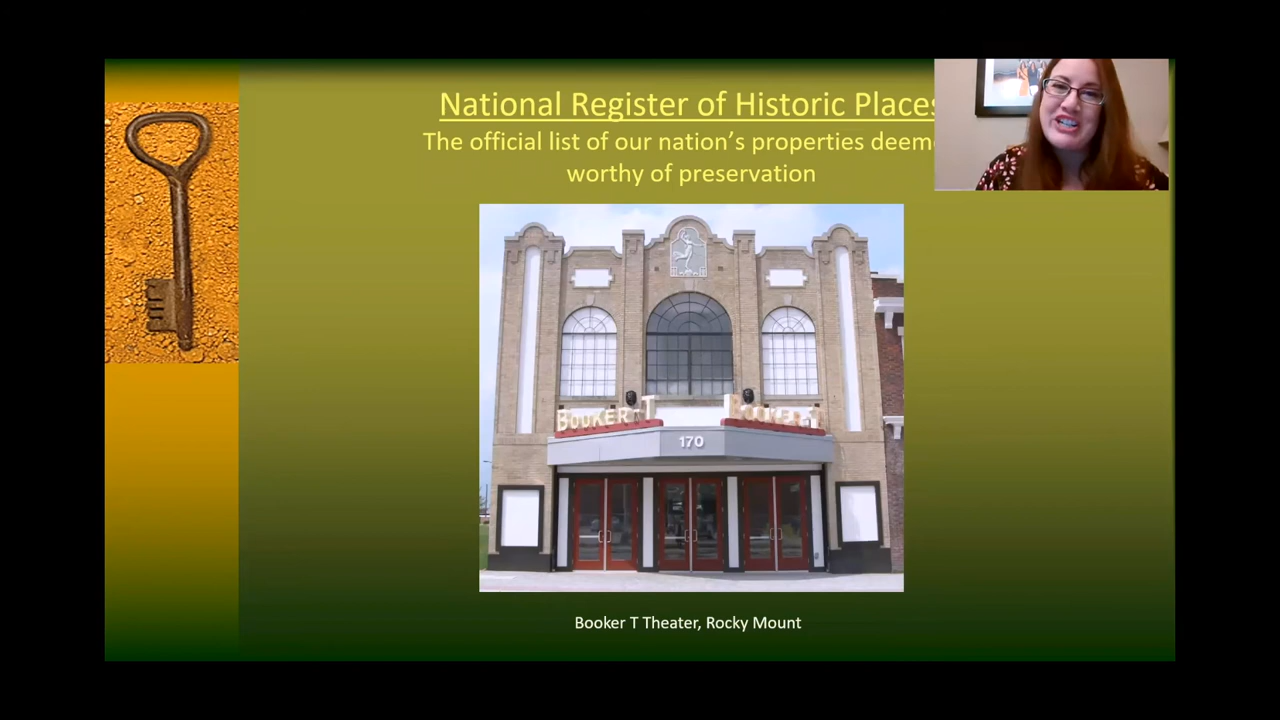 National Register of Historic Places
The official list of our nation's properties deem
worthy of preservation
BOOKER T
BOOKER T
170
Booker T Theater, Rocky Mount